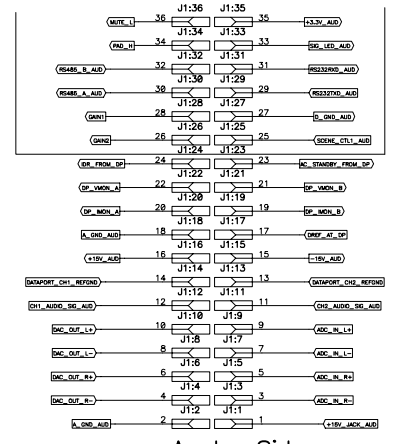 J1:36 J1:35
MUTE_L 36 35 +3.3V_AUD
J1:34 J1:33
PAD_H 34 33 SIG_LED_AUD
J1:32 J1:31
RS485_B_AUD 32 31 RS232RXD_AUD
J1:30 J1:29
RS485_A_AUD 30 29 RS232TXD_AUD
J1:28 J1:27
GAIN1 28 27 D_GND_AUD
J1:26 J1:25
GAIN2 26 25 SCENE_CTL1_AUD
J1:24 J1:23
IDR_FROM_DP 24 23 AC_STANDBY_FROM_DP
J1:22 J1:21
DP_VMON_A 22 21 DP_VMON_B
J1:20 J1:19
DP_IMON_A 20 19 DP_IMON_B
J1:18 J1:17
A_GND_AUD 18 17 DREF_AT_DP
J1:16 J1:15
+15V_AUD 16 15 -15V_AUD
J1:14 J1:13
DATAPORT_CH1_REFGND 14 13 DATAPORT_CH2_REFGND
J1:12 J1:11
CH1_AUDIO_SIG_AUD 12 11 CH2_AUDIO_SIG_AUD
J1:10 J1:9
DAC_OUT_L+ 10 9 ADC_IN_L+
J1:8 J1:7
DAC_OUT_L- 8 7 ADC_IN_L-
J1:6 J1:5
DAC_OUT_R+ 6 5 ADC_IN_R+
J1:4 J1:3
DAC_OUT_R- 4 3 ADC_IN_R-
J1:2 J1:1
A_GND_AUD 2 1 +15V_JACK_AUD